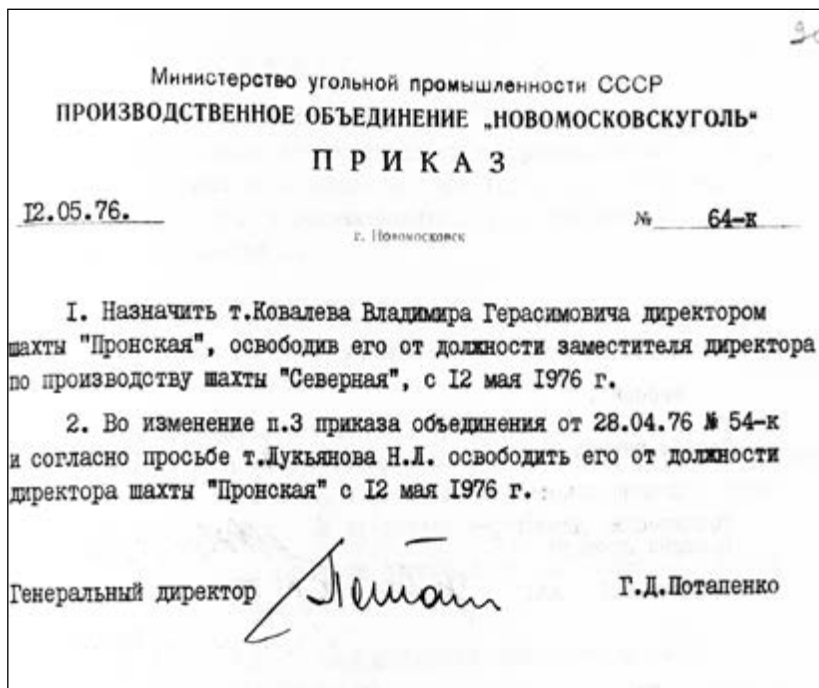 Министерство угольной промышленности СССР
ПРОИЗВОДСТВЕННОЕ ОБЪЕДИНЕНИЕ „НОВОМОСКОВСКУГОЛЬ“
ПРИКАЗ
12.05.76.
г. Новомосковск
№ 64-к
1. Назначить т.Ковалева Владимира Герасимовича директором
шахты "Пронская", освободив его от должности заместителя директора
по производству шахты "Северная", с 12 мая 1976 г.
2. Во изменение п.3 приказа объединения от 28.04.76 № 54-к
и согласно просьбе т.Лукьянова Н.Л. освободить его от должности
директора шахты "Пронская" с 12 мая 1976 г.
Генеральный директор
Г.Д.Потапенко